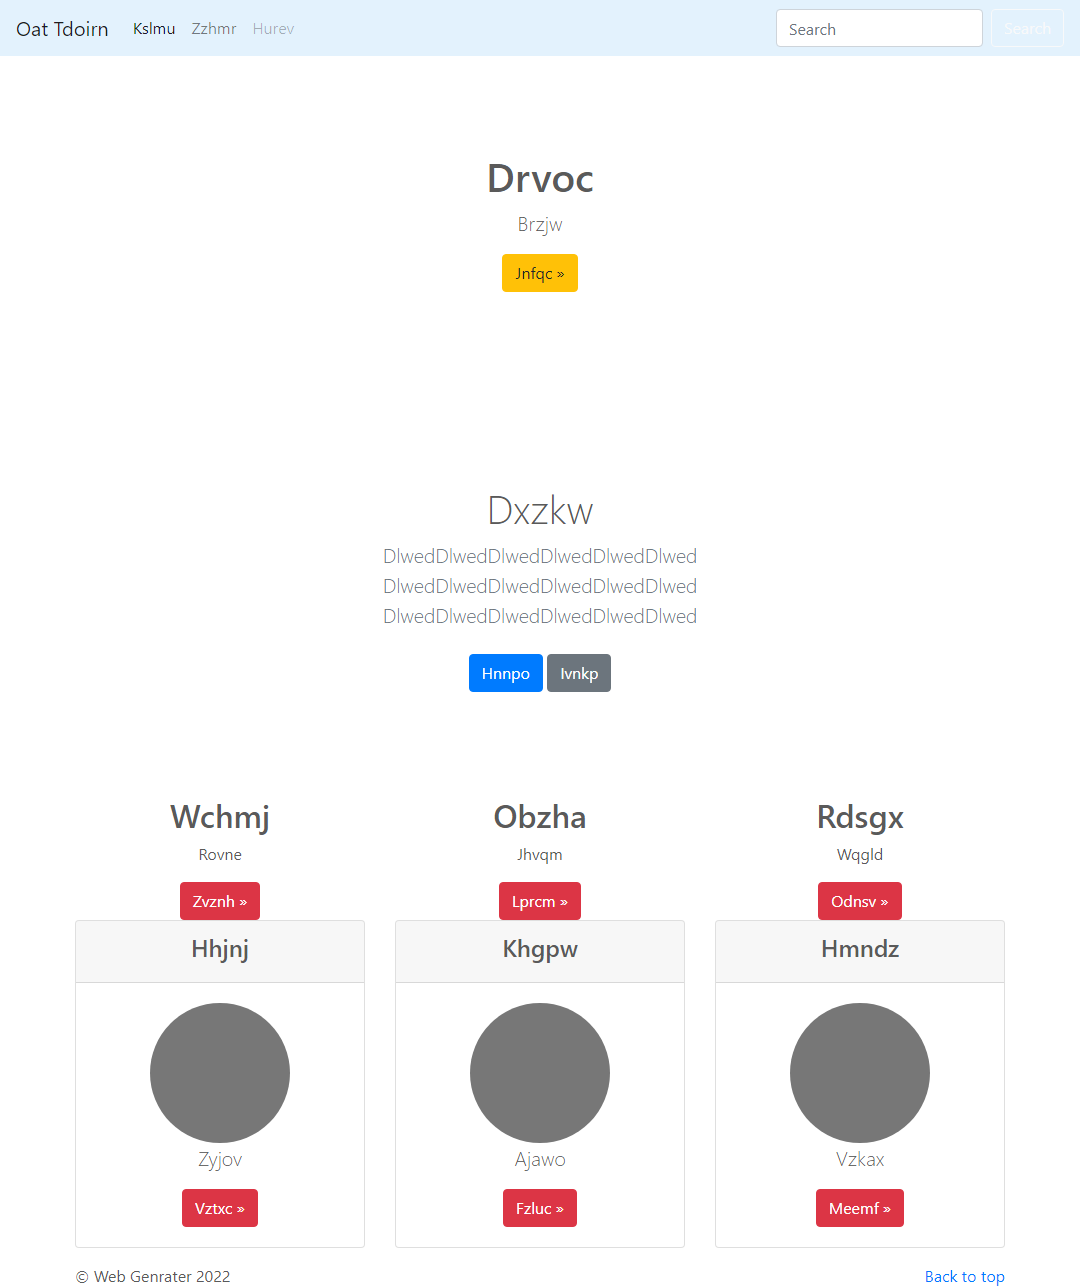 Oat Tdoirn Kslmu Zzhmr Hurev Search Search
Drvoc
Brzjw
Jnfqc »
Dxzkw
DlwedDlwedDlwedDlwedDlwedDlwed
DlwedDlwedDlwedDlwedDlwedDlwed
DlwedDlwedDlwedDlwedDlwedDlwed
Hnnpo Ivnkp
Wchmj Obzha Rdsgx
Rovne Jhvqm Wqgld
Zvznh » Lprcm » Odnsv »
Hhjnj Khgpw Hmndz
Zyjov Ajawo Vzkax
Vztxc » Fzluc » Meemf »
© Web Genrater 2022 Back to top